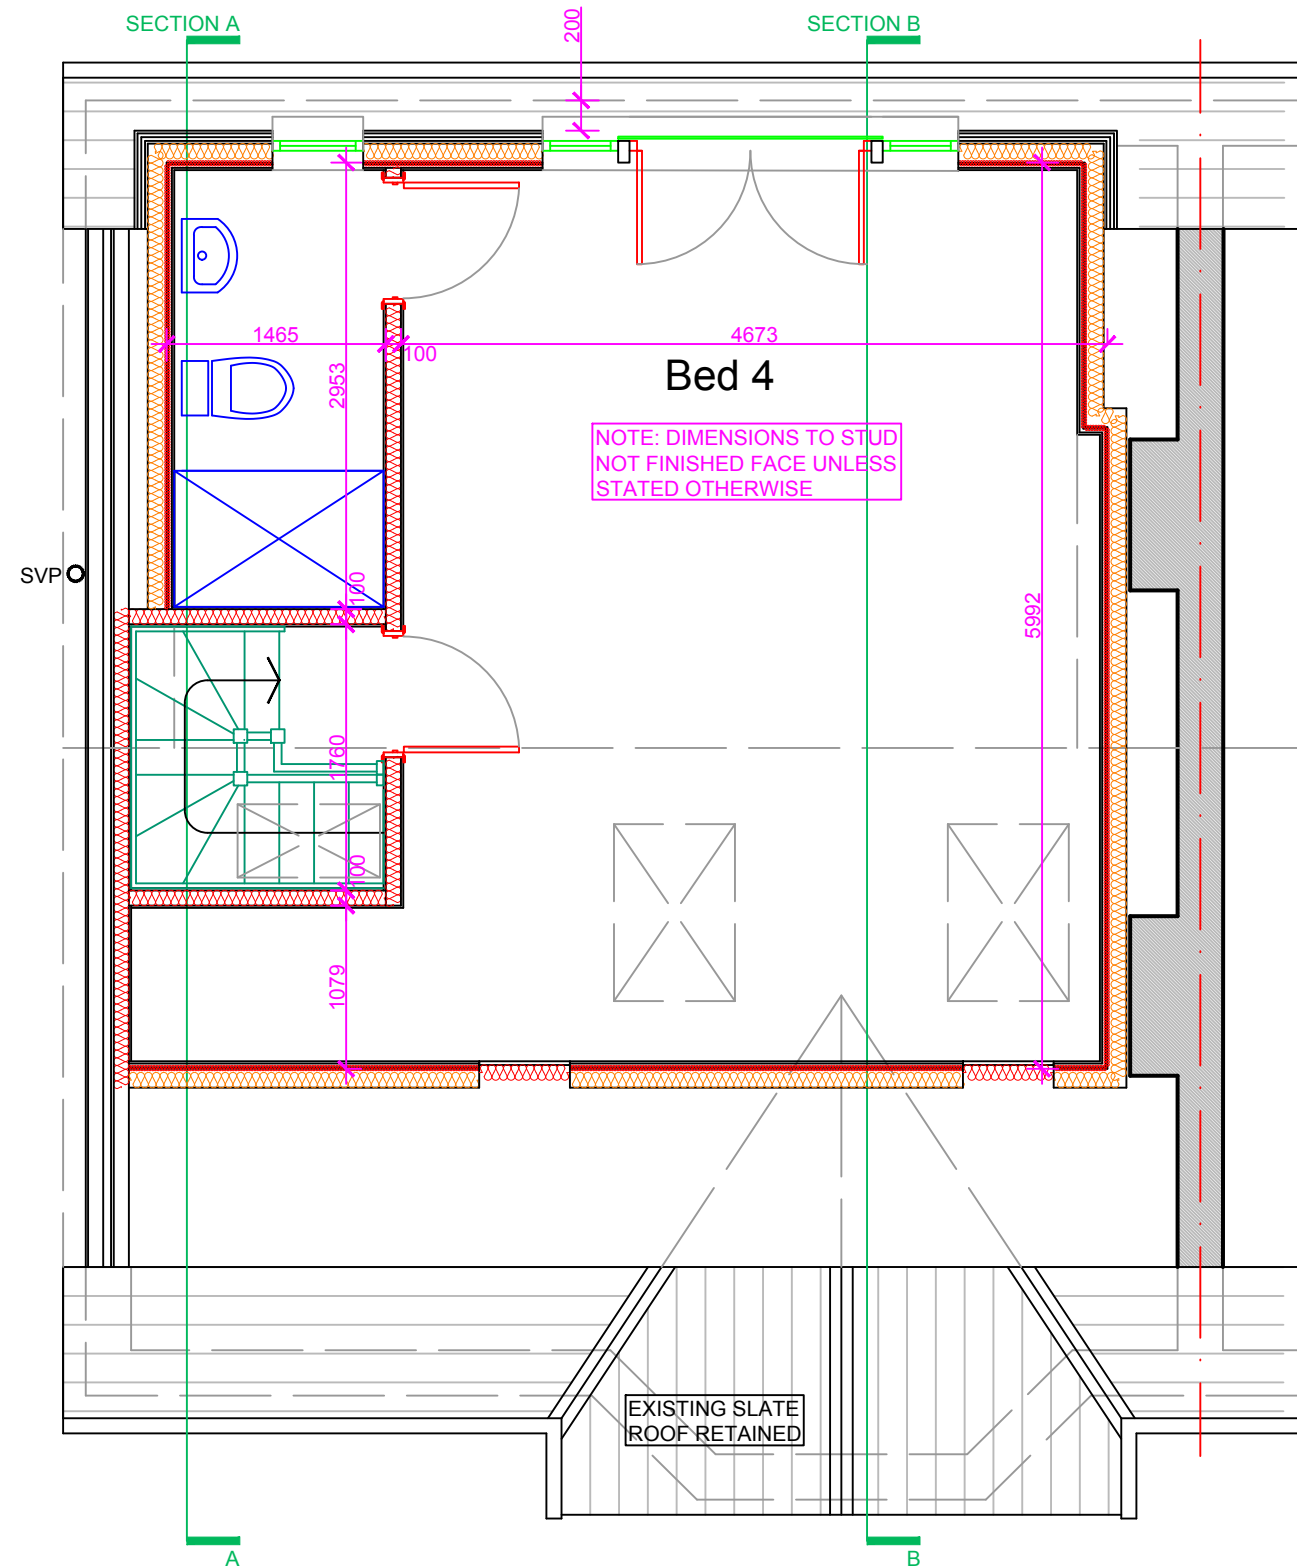 SECTION A
200
SECTION B
1465
100
4673
2953
Bed 4
NOTE: DIMENSIONS TO STUD
NOT FINISHED FACE UNLESS
STATED OTHERWISE
SVP
100
5992
1760
100
1079
EXISTING SLATE
ROOF RETAINED
A
B